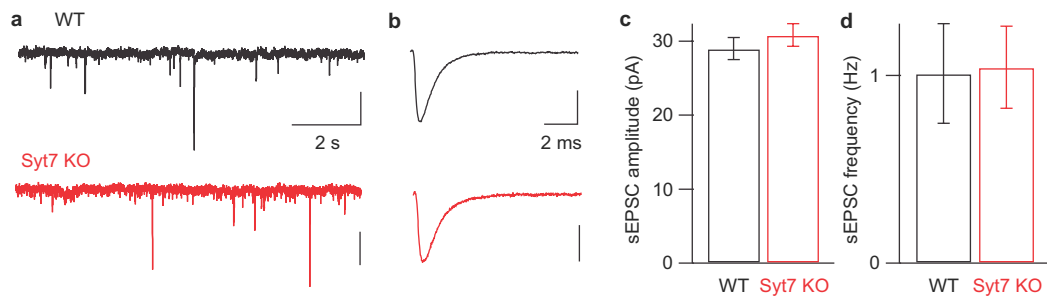 a
WT
2 s
Syt7 KO
b
2 ms
c
sEPSC amplitude (pA)
30
20
10
0
WT Syt7 KO
d
sEPSC frequency (Hz)
1
0
WT Syt7 KO